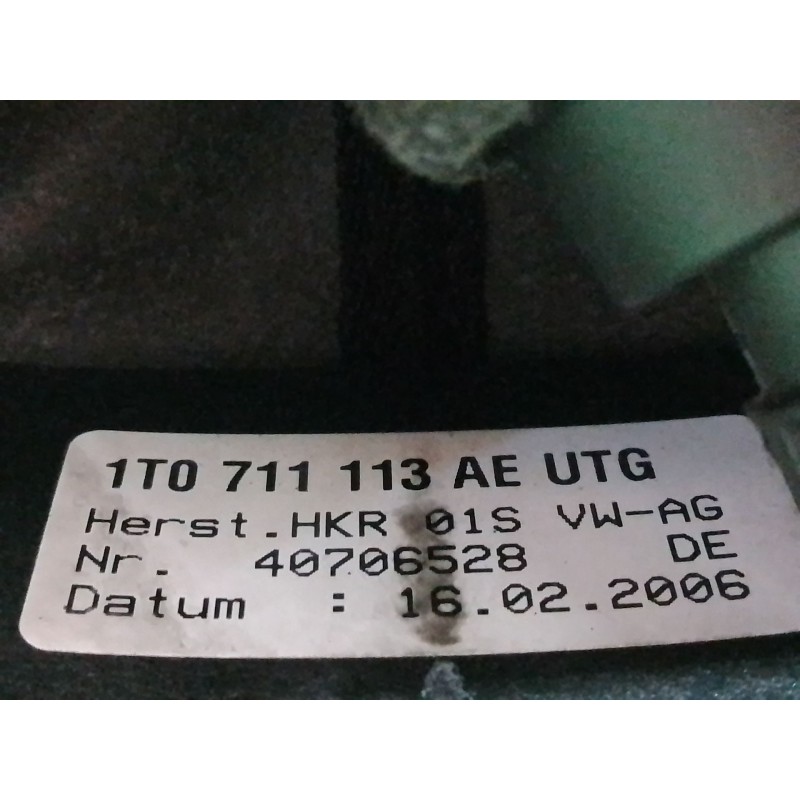 1T0 711 113 AE UTG
Herst.HKR 01S VW-AG
Nr. 40706528 DE
Datum : 16.02.2006